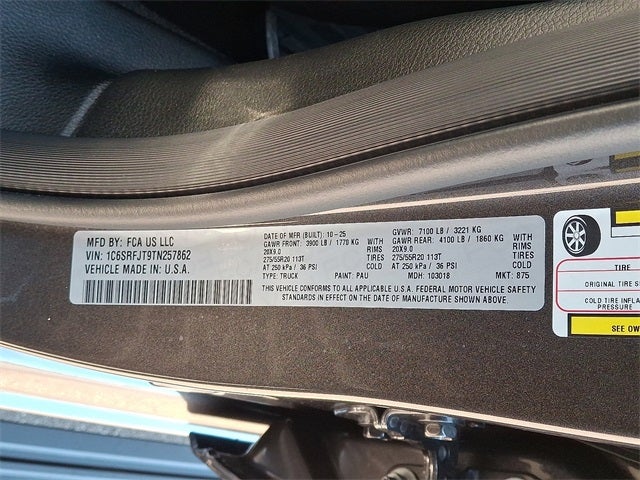 MFD BY: FCA US LLC
VIN: 1C6SRFJT9TN257862
VEHICLE MADE IN U.S.A.
DATE OF MFR (BUILT): 10-25
GAWR FRONT: 3900 LB / 1770 KG WITH
20X9.0 RIMS
275/55R20 113T TIRES
AT 250 kPa / 36 PSI COLD
TYPE: TRUCK PAINT: PAU
GVWR: 7100 LB / 3221 KG
GAWR REAR: 4100 LB / 1860 KG WITH
20X9.0 RIMS
275/55R20 113T TIRES
AT 250 kPa / 36 PSI COLD
MDH: 103018 MKT: 875
THIS VEHICLE CONFORMS TO ALL APPLICABLE U.S.A. FEDERAL MOTOR VEHICLE SAFETY
STANDARDS IN EFFECT ON THE DATE OF MANUFACTURE SHOWN ABOVE.
ORIGINAL TIRE
COLD TIRE
PRESSURE
SEE